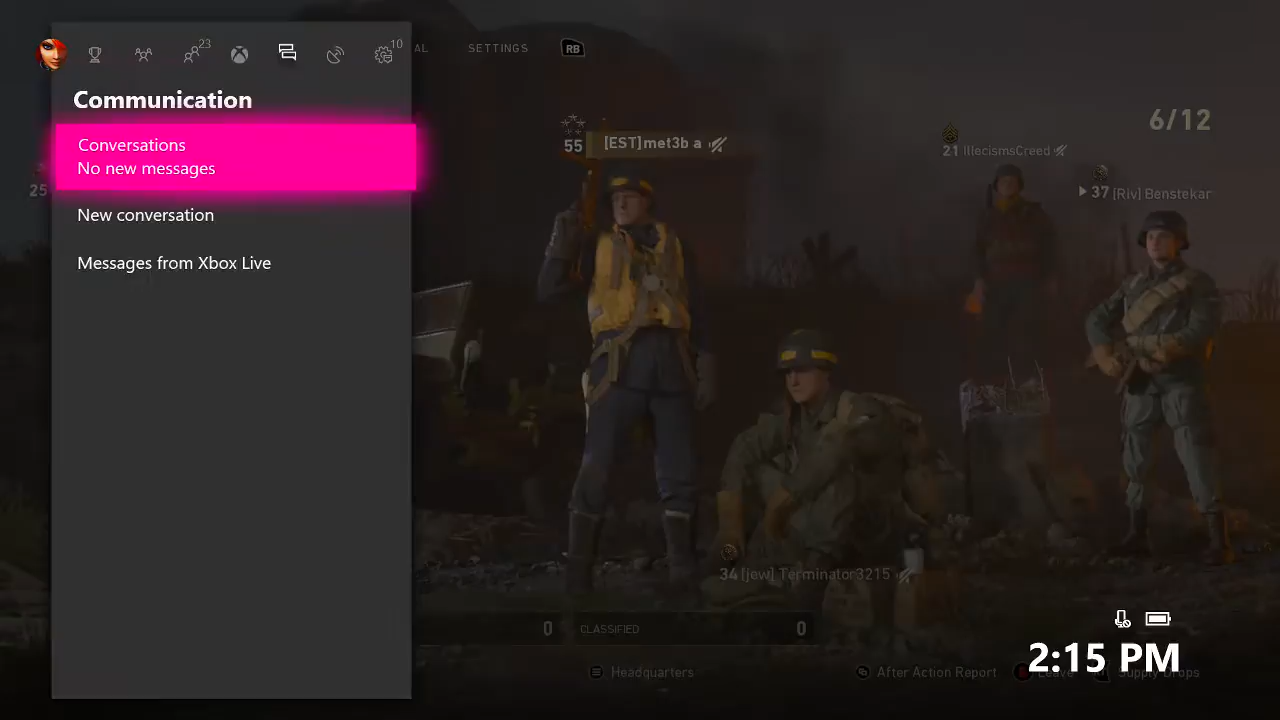 23
10
AL
SETTINGS
RB
Communication
Conversations
No new messages
New conversation
Messages from Xbox Live
25
55
[EST]met3b a
6/12
21 IllecismsCreed
37 [Riv] Benstekar
34 [jew] Terminator3215
0
CLASSIFIED
0
2:15 PM
Headquarters
After Action Report
Leave
Supply Drops